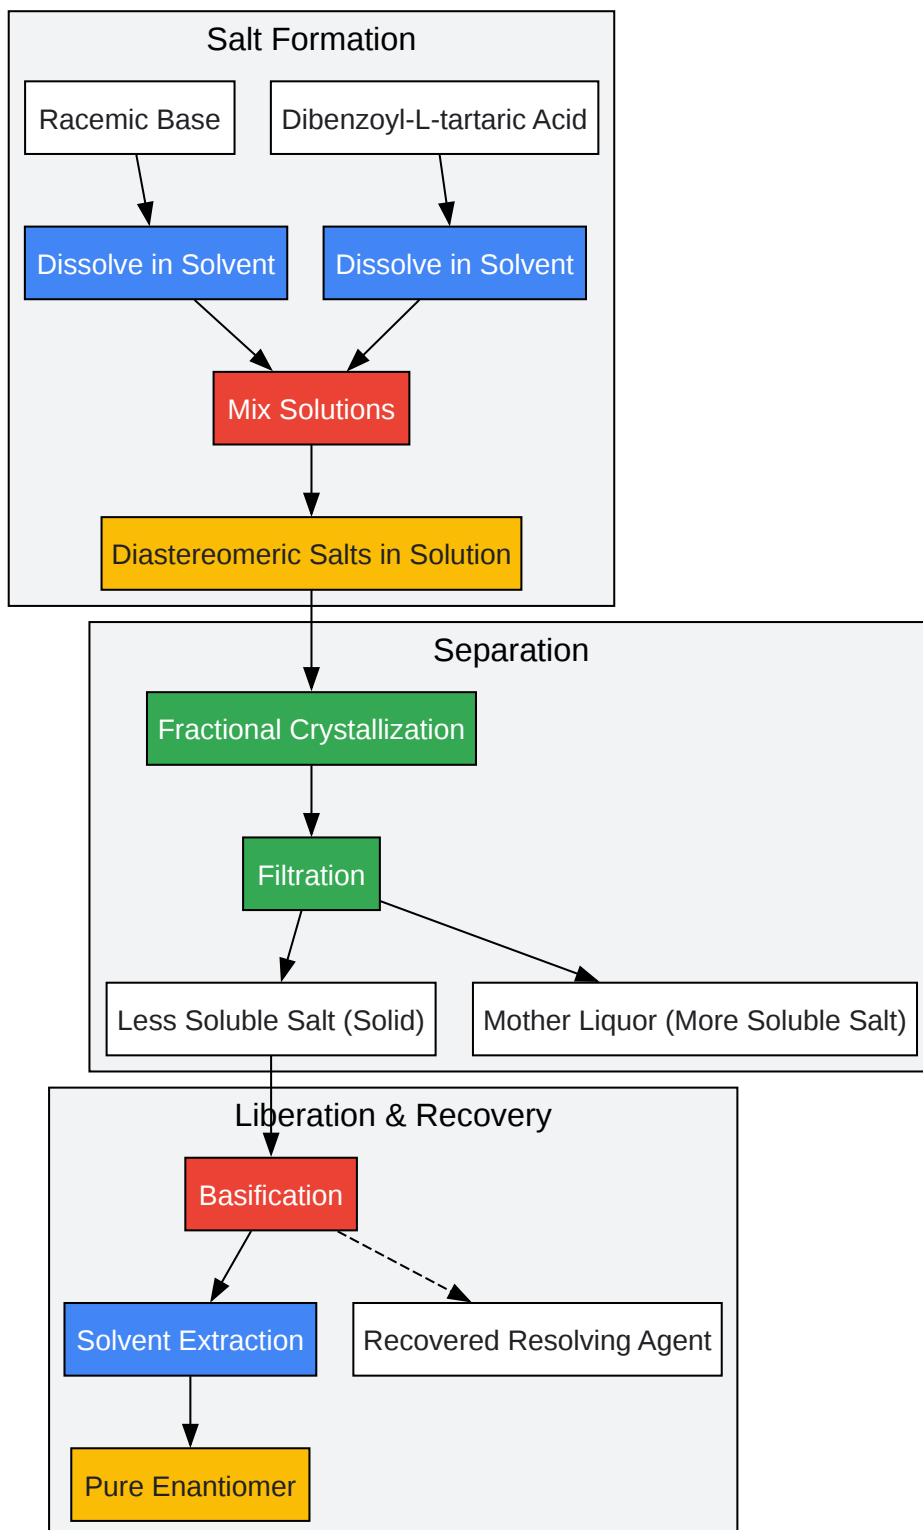 Salt Formation
Racemic Base
Dibenzoyl-L-tartaric Acid
Dissolve in Solvent
Dissolve in Solvent
Mix Solutions
Diastereomeric Salts in Solution
Separation
Fractional Crystallization
Filtration
Less Soluble Salt (Solid)
Mother Liquor (More Soluble Salt)
Liberation & Recovery
Basification
Solvent Extraction
Recovered Resolving Agent
Pure Enantiomer